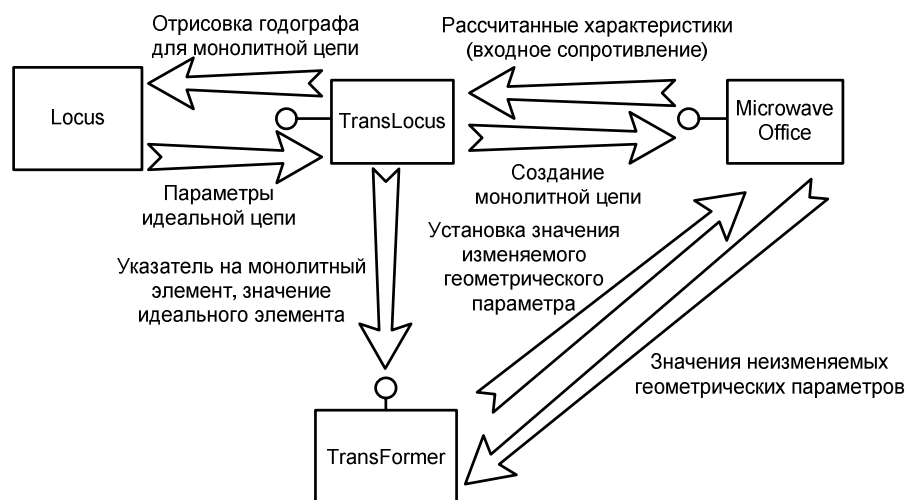 Отрисовка годографа
для монолитной цепи
Рассчитанные характеристики
(входное сопротивление)
Locus
TransLocus
Microwave
Office
Параметры
идеальной цепи
Создание
монолитной цепи
Установка значения
изменяемого
геометрического
параметра
Указатель на монолитный
элемент, значение
идеального элемента
Значения неизменяемых
геометрических параметров
TransFormer